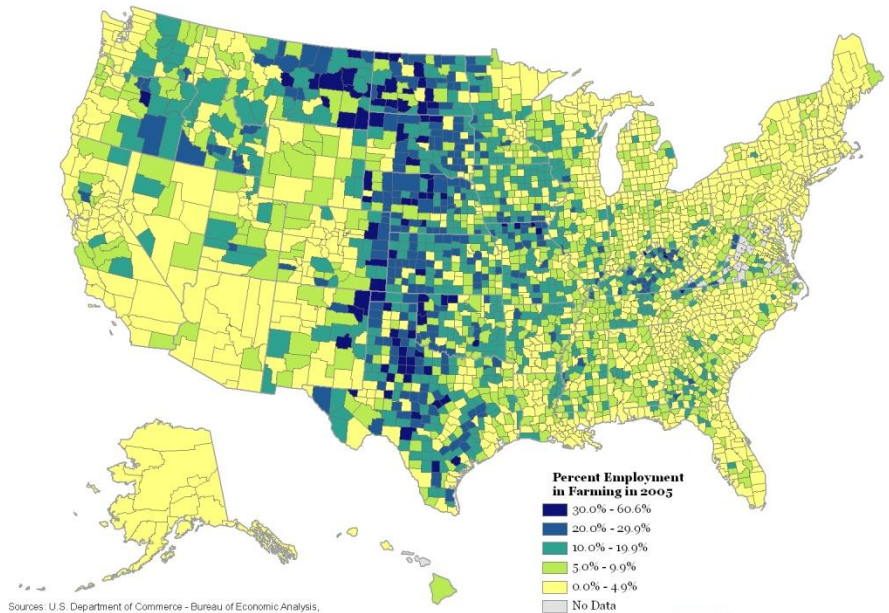 Percent Employment
in Farming in 2005
30.0% - 60.6%
20.0% - 29.9%
10.0% - 19.9%
5.0% - 9.9%
0.0% - 4.9%
No Data
Sources: U.S. Department of Commerce - Bureau of Economic Analysis,